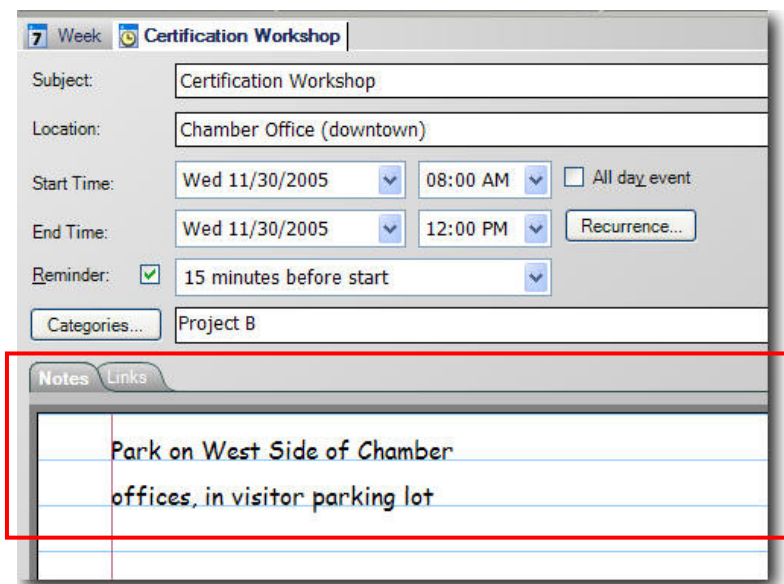 7 Week Certification Workshop
Subject: Certification Workshop
Location: Chamber Office (downtown)
Start Time: Wed 11/30/2005 08:00 AM All day event
End Time: Wed 11/30/2005 12:00 PM Recurrence...
Reminder: 15 minutes before start
Categories... Project B
Notes Links
Park on West Side of Chamber
offices, in visitor parking lot